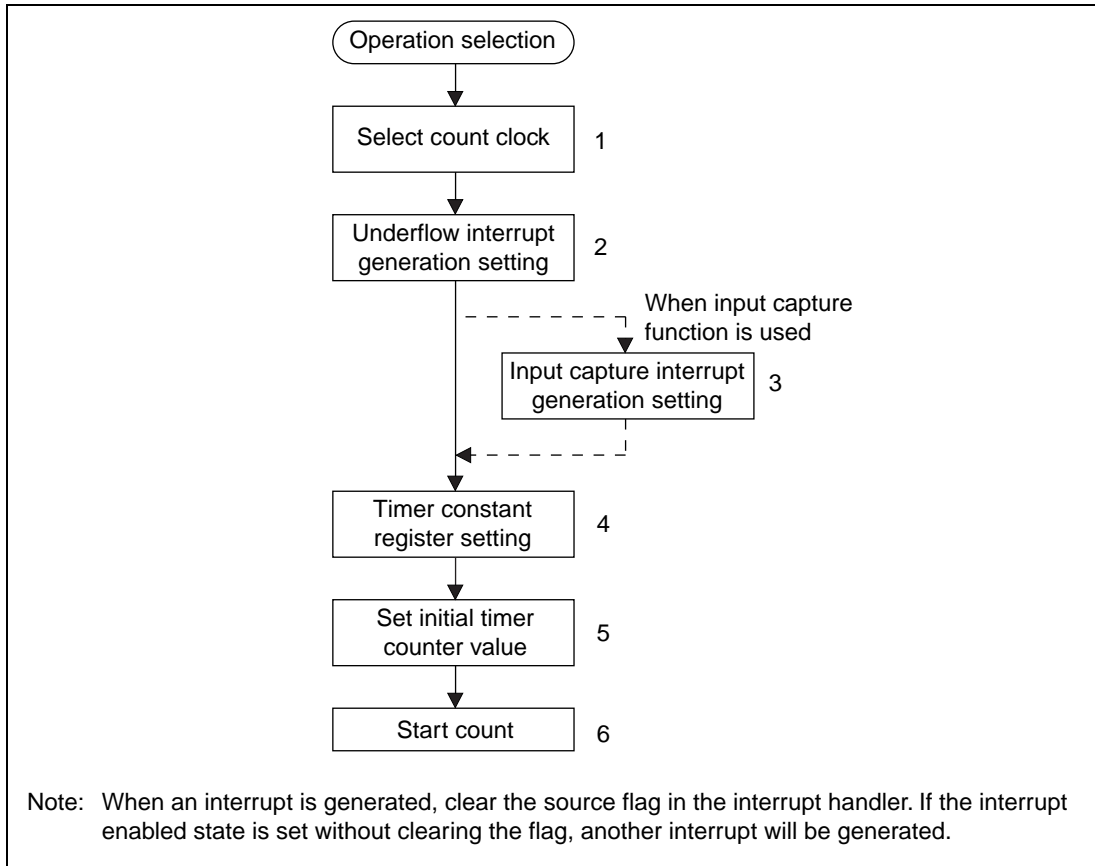 Operation selection
Select count clock
1
Underflow interrupt
generation setting
2
When input capture
function is used
Input capture interrupt
generation setting
3
Timer constant
register setting
4
Set initial timer
counter value
5
Start count
6
Note: When an interrupt is generated, clear the source flag in the interrupt handler. If the interrupt
enabled state is set without clearing the flag, another interrupt will be generated.